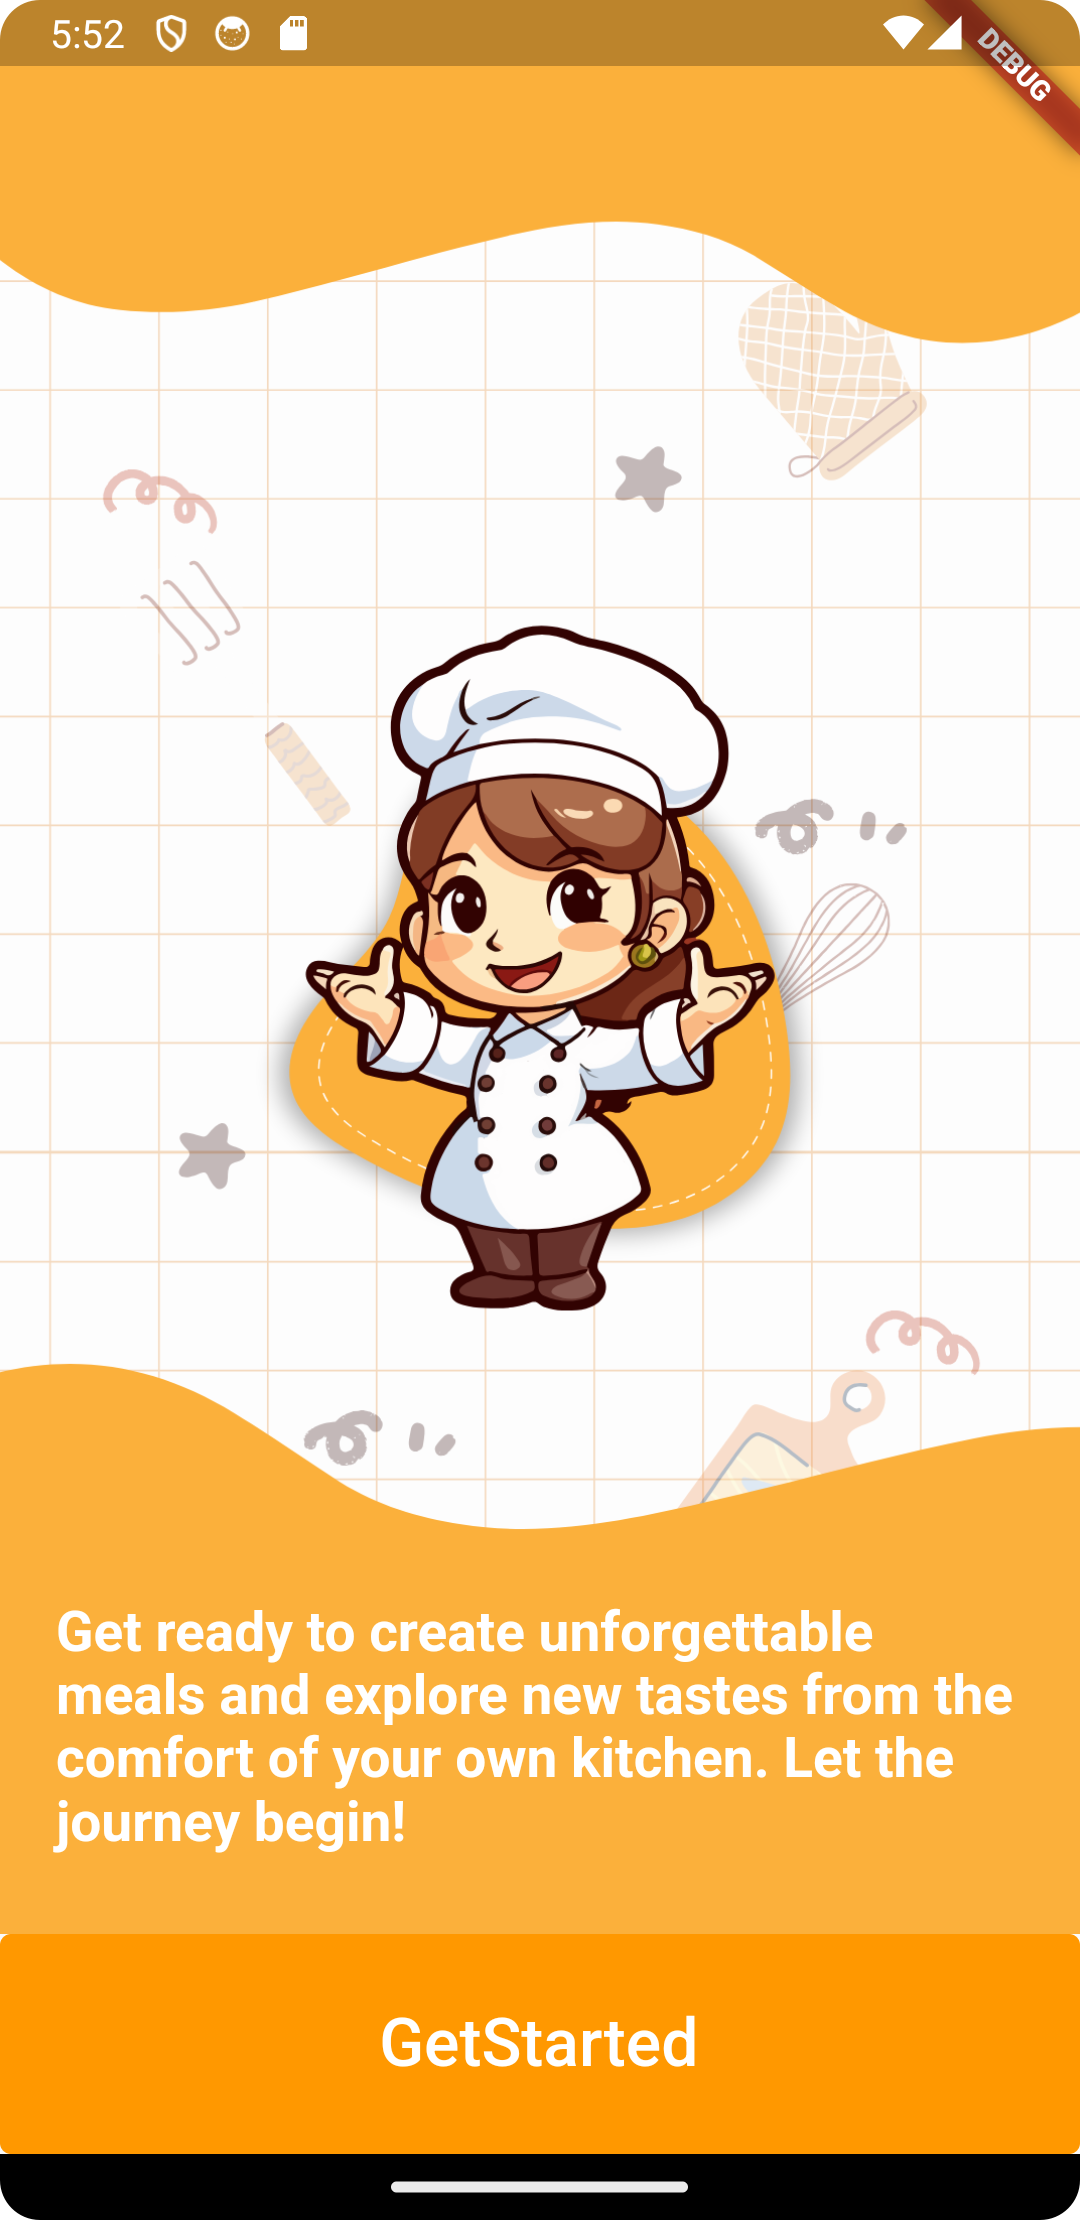 5:52
DEBUG
Get ready to create unforgettable
meals and explore new tastes from the
comfort of your own kitchen. Let the
journey begin!
GetStarted